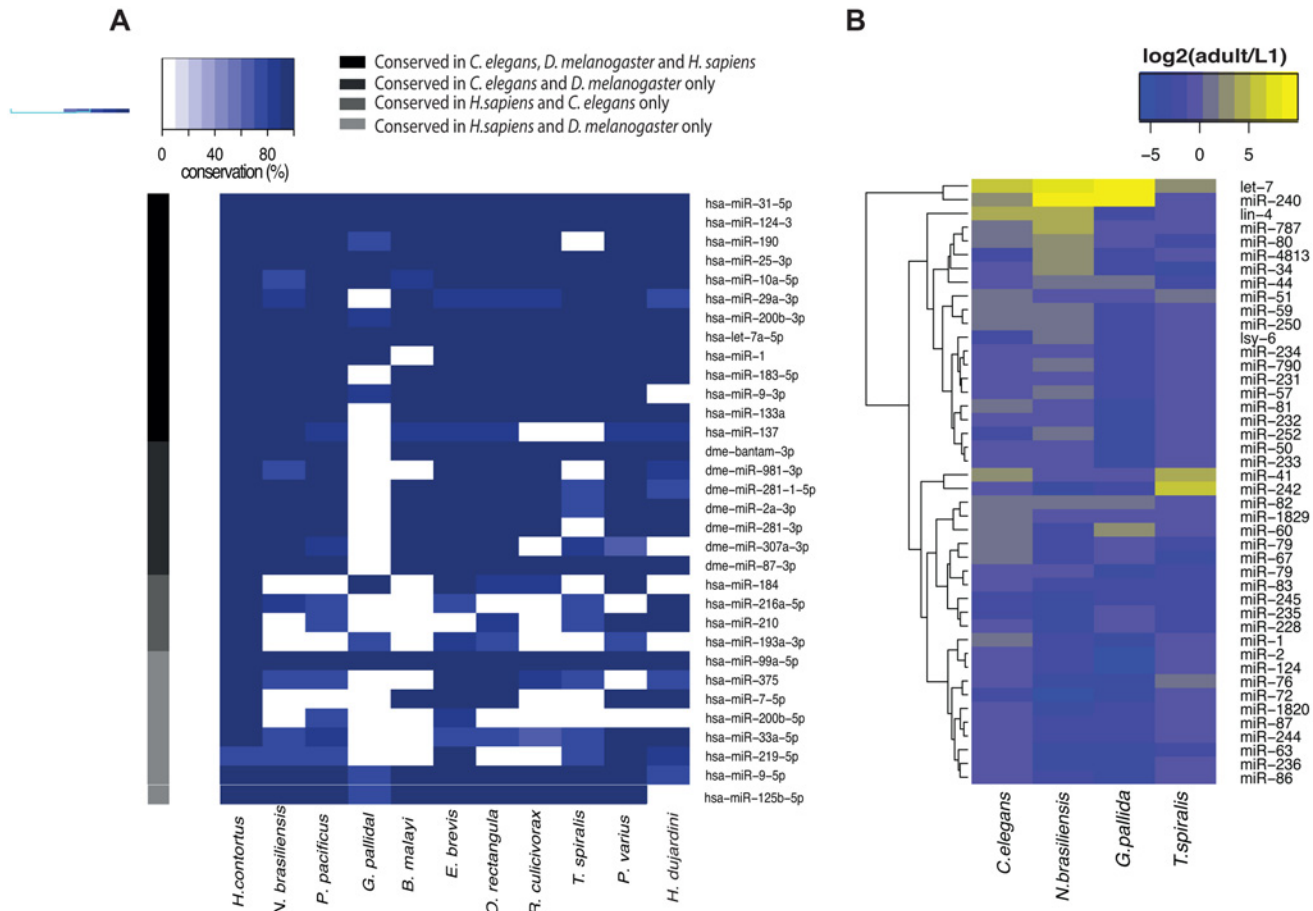 A
Conserved in C. elegans, D. melanogaster and H. sapiens
Conserved in C. elegans and D. melanogaster only
Conserved in H.sapiens and C. elegans only
Conserved in H.sapiens and D. melanogaster only
0 40 80
conservation (%)
hsa-miR-31-5p
hsa-miR-124-3
hsa-miR-190
hsa-miR-25-3p
hsa-miR-10a-5p
hsa-miR-29a-3p
hsa-miR-200b-3p
hsa-let-7a-5p
hsa-miR-1
hsa-miR-183-5p
hsa-miR-9-3p
hsa-miR-133a
hsa-miR-137
dme-bantam-3p
dme-miR-981-3p
dme-miR-281-1-5p
dme-miR-2a-3p
dme-miR-281-3p
dme-miR-307a-3p
dme-miR-87-3p
hsa-miR-184
hsa-miR-216a-5p
hsa-miR-210
hsa-miR-193a-3p
hsa-miR-99a-5p
hsa-miR-375
hsa-miR-7-5p
hsa-miR-200b-5p
hsa-miR-33a-5p
hsa-miR-219-5p
hsa-miR-9-5p
hsa-miR-125b-5p
H.contortus
N. brasiliensis
P. pacificus
G. pallidal
B. malayi
E. brevis
O. rectangula
R. culicivorax
T. spiralis
P. varius
H. dujardini
B
log2(adult/L1)
−5 0 5
let-7
miR-240
lin-4
miR-787
miR-80
miR-4813
miR-34
miR-44
miR-51
miR-59
miR-250
lsy-6
miR-234
miR-790
miR-231
miR-57
miR-81
miR-232
miR-252
miR-50
miR-233
miR-41
miR-242
miR-82
miR-1829
miR-60
miR-79
miR-67
miR-79
miR-83
miR-245
miR-235
miR-228
miR-1
miR-2
miR-124
miR-76
miR-72
miR-1820
miR-87
miR-244
miR-63
miR-236
miR-86
C.elegans
N.brasiliensis
G.pallida
T.spiralis